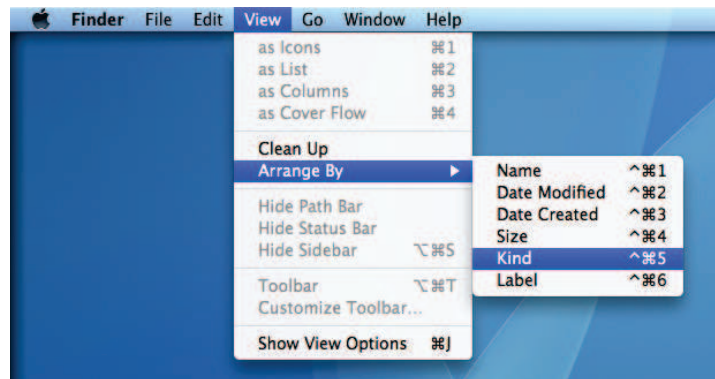 Finder File Edit View Go Window Help
as Icons ⌘1
as List ⌘2
as Columns ⌘3
as Cover Flow ⌘4
Clean Up
Arrange By ▶
Hide Path Bar
Hide Status Bar
Hide Sidebar ⌥⌘S
Toolbar ⌥⌘T
Customize Toolbar...
Show View Options ⌘J
Name ^⌘1
Date Modified ^⌘2
Date Created ^⌘3
Size ^⌘4
Kind ^⌘5
Label ^⌘6